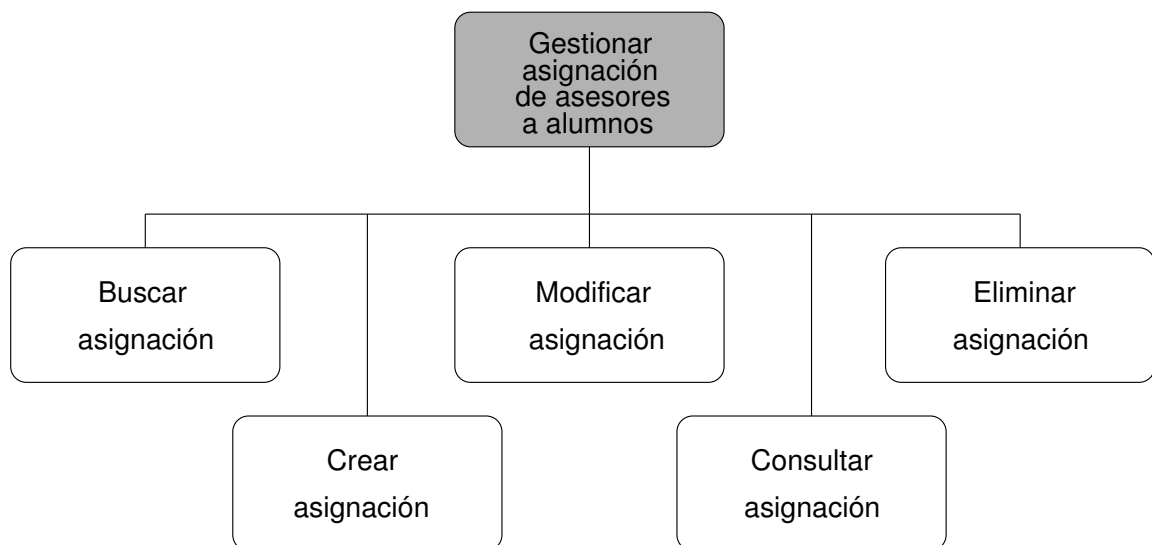 Gestionar
asignación
de asesores
a alumnos
Buscar
asignación
Modificar
asignación
Eliminar
asignación
Crear
asignación
Consultar
asignación